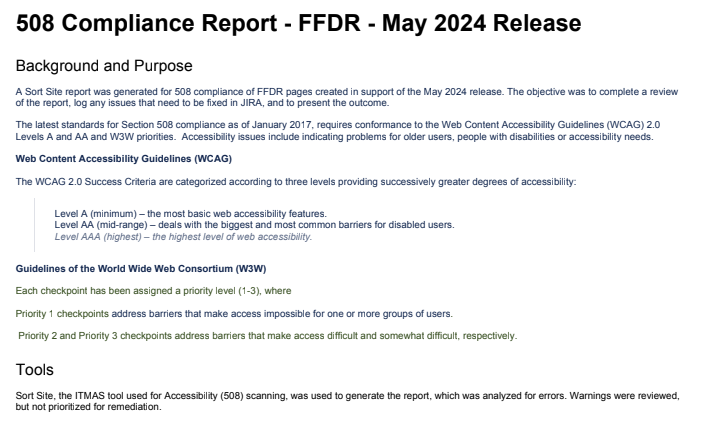 508 Compliance Report - FFDR - May 2024 Release
Background and Purpose
A Sort Site report was generated for 508 compliance of FFDR pages created in support of the May 2024 release. The objective was to complete a review
of the report, log any issues that need to be fixed in JIRA, and to present the outcome.
The latest standards for Section 508 compliance as of January 2017, requires conformance to the Web Content Accessibility Guidelines (WCAG) 2.0
Levels A and AA and W3W priorities.  Accessibility issues include indicating problems for older users, people with disabilities or accessibility needs.
Web Content Accessibility Guidelines (WCAG)
The WCAG 2.0 Success Criteria are categorized according to three levels providing successively greater degrees of accessibility:
Level A (minimum) – the most basic web accessibility features.
Level AA (mid-range) – deals with the biggest and most common barriers for disabled users.
Level AAA (highest) – the highest level of web accessibility.
Guidelines of the World Wide Web Consortium (W3W)
Each checkpoint has been assigned a priority level (1-3), where
Priority 1 checkpoints address barriers that make access impossible for one or more groups of users.
Priority 2 and Priority 3 checkpoints address barriers that make access difficult and somewhat difficult, respectively.
Tools
Sort Site, the ITMAS tool used for Accessibility (508) scanning, was used to generate the report, which was analyzed for errors. Warnings were reviewed,
but not prioritized for remediation.